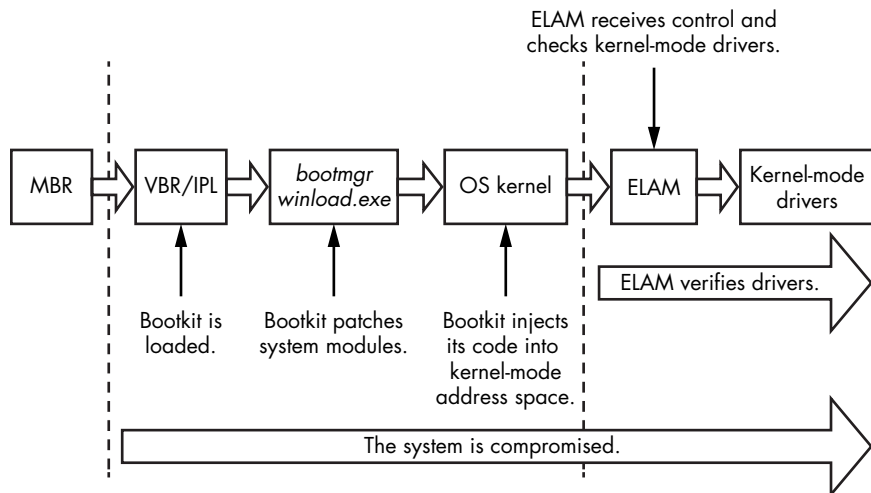 ELAM receives control and
checks kernel-mode drivers.
MBR
VBR/IPL
bootmgr
winload.exe
OS kernel
ELAM
Kernel-mode
drivers
ELAM verifies drivers.
Bootkit is
loaded.
Bootkit patches
system modules.
Bootkit injects
its code into
kernel-mode
address space.
The system is compromised.